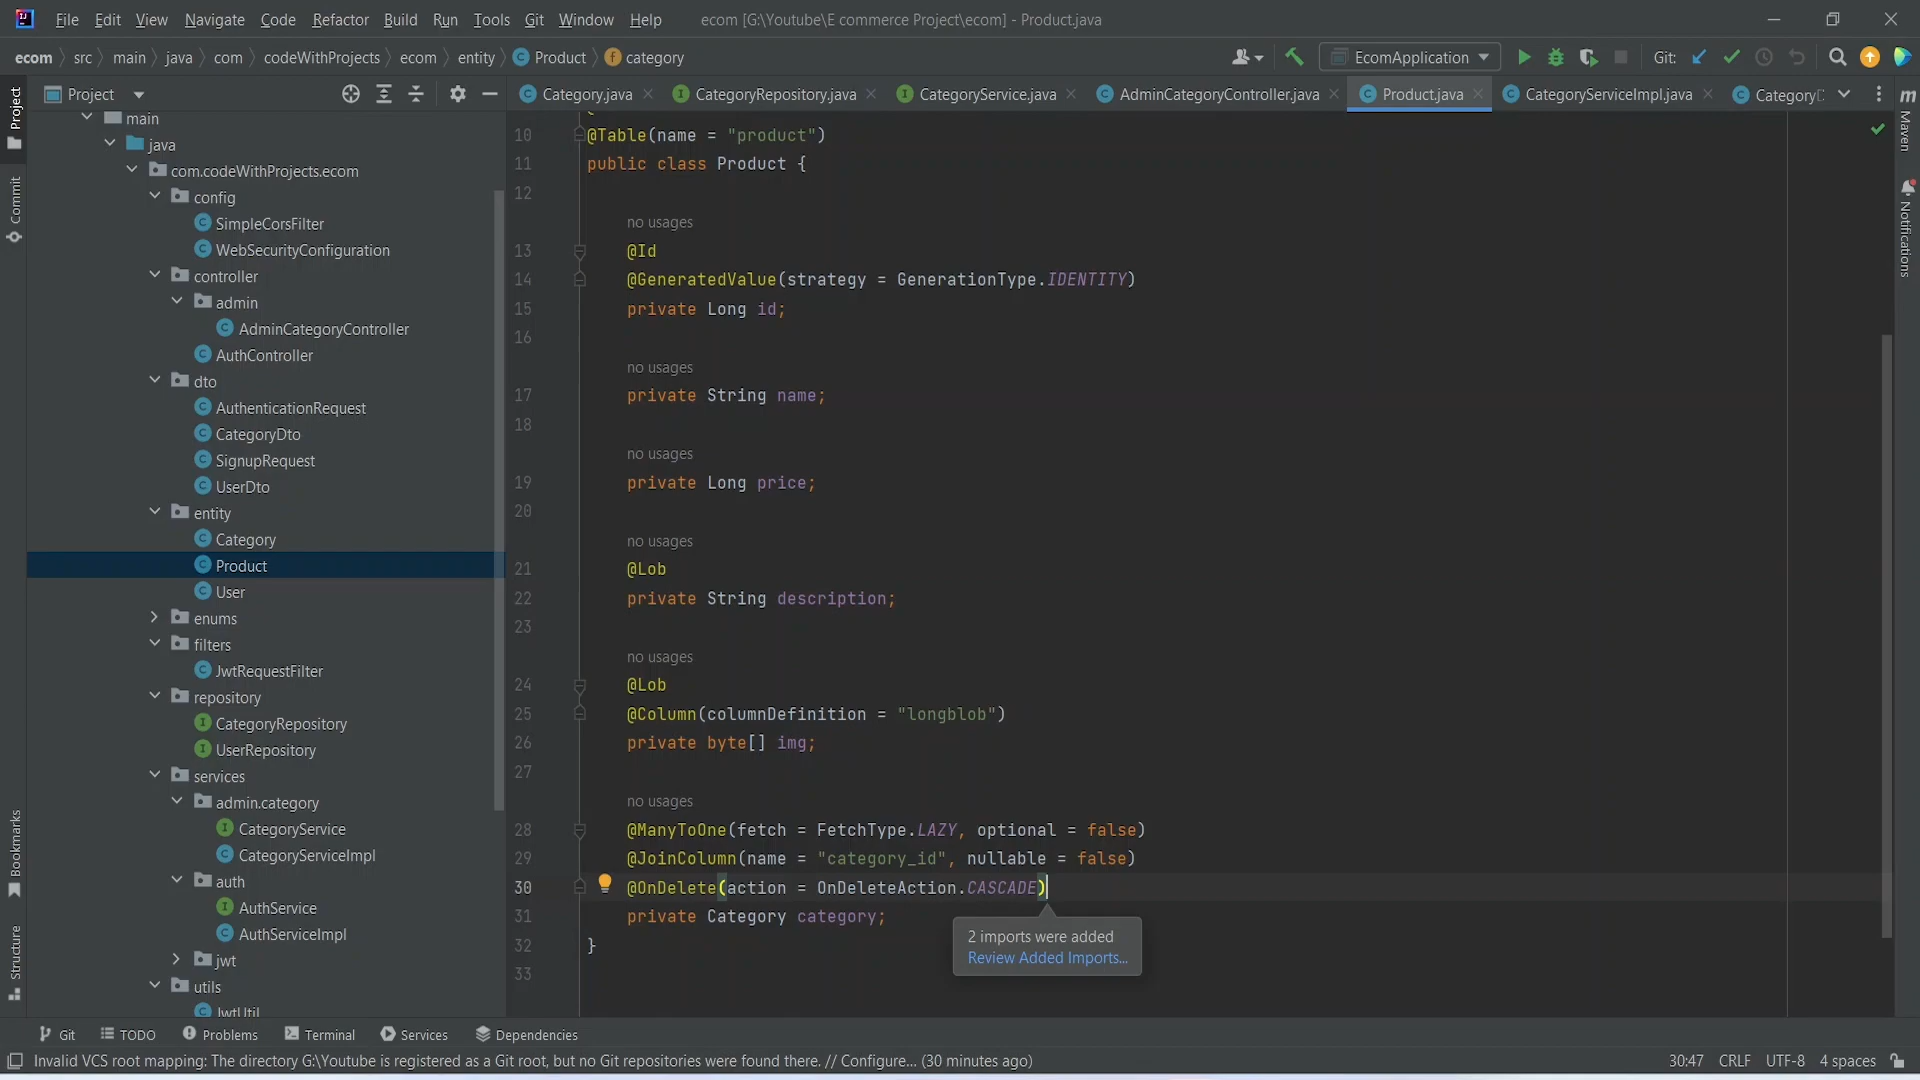 File Edit View Navigate Code Refactor Build Run Tools Git Window Help ecom [G:\Youtube\E commerce Project\ecom] - Product.java
ecom src main java com codeWithProjects ecom entity Product category EcomApplication Git:
Project
Category.java CategoryRepository.java CategoryService.java AdminCategoryController.java Product.java CategoryServiceImpl.java
Project
Commit
Bookmarks
Structure
main
java
com.codeWithProjects.ecom
config
SimpleCorsFilter
WebSecurityConfiguration
controller
admin
AdminCategoryController
AuthController
dto
AuthenticationRequest
CategoryDto
SignupRequest
UserDto
entity
Category
Product
User
enums
filters
JwtRequestFilter
repository
CategoryRepository
UserRepository
services
admin.category
CategoryService
CategoryServiceImpl
auth
AuthService
AuthServiceImpl
jwt
utils
JwtUtil
10 @Table(name = "product")
11 public class Product {
12
no usages
13 @Id
14 @GeneratedValue(strategy = GenerationType.IDENTITY)
15 private Long id;
16
no usages
17 private String name;
18
no usages
19 private Long price;
20
no usages
21 @Lob
22 private String description;
23
no usages
24 @Lob
25 @Column(columnDefinition = "longblob")
26 private byte[] img;
27
no usages
28 @ManyToOne(fetch = FetchType.LAZY, optional = false)
29 @JoinColumn(name = "category_id", nullable = false)
30 @OnDelete(action = OnDeleteAction.CASCADE)
31 private Category category;
32 }
33
2 imports were added
Review Added Imports...
m
Maven
Notifications
Git TODO Problems Terminal Services Dependencies
Invalid VCS root mapping: The directory G:\Youtube is registered as a Git root, but no Git repositories were found there. // Configure... (30 minutes ago) 30:47 CRLF UTF-8 4 spaces